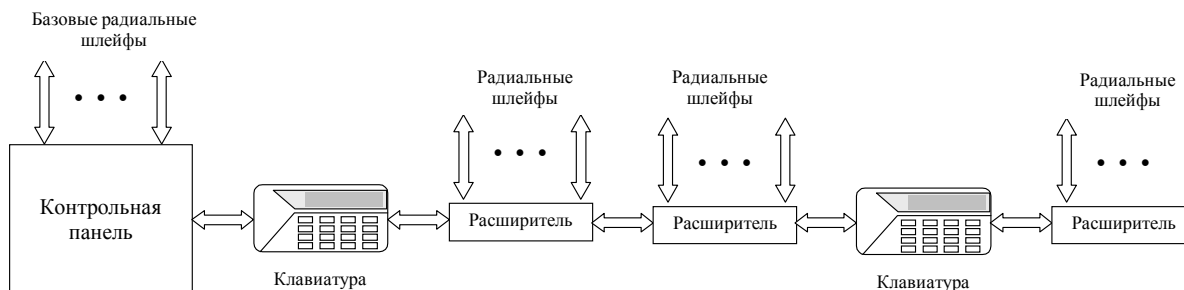 Базовые радиальные
шлейфы
Радиальные
шлейфы
Радиальные
шлейфы
Радиальные
шлейфы
Контрольная
панель
Расширитель
Расширитель
Расширитель
Клавиатура
Клавиатура